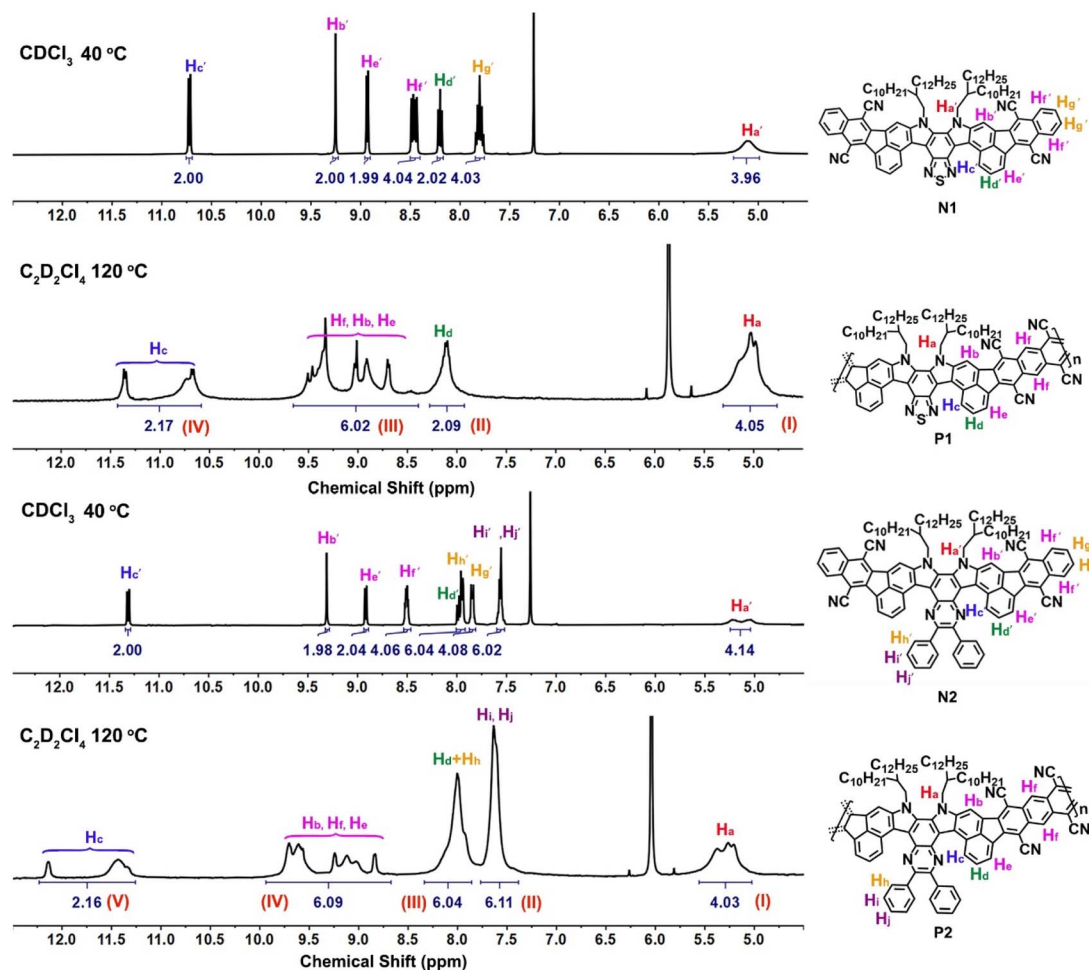 CDCl3 40 °C
Hc′
Hb′
He′
Hf′
Hd′
Hg′
Ha′
2.00
2.00
1.99
4.04
2.02
4.03
3.96
12.0 11.5 11.0 10.5 10.0 9.5 9.0 8.5 8.0 7.5 7.0 6.5 6.0 5.5 5.0
C10H21
C12H25
C12H25
C10H21
CN
Hf′
Hg′
Hg′
Hf′
CN
Ha′
Hb′
N
N
CN
N
S
N
Hc′
Hd′
He′
CN
N1
C2D2Cl4 120 °C
Hc
Hf, Hb, He
Hd
Ha
2.17 (IV)
6.02 (III)
2.09 (II)
4.05 (I)
12.0 11.5 11.0 10.5 10.0 9.5 9.0 8.5 8.0 7.5 7.0 6.5 6.0 5.5 5.0
Chemical Shift (ppm)
C12H25
C12H25
C10H21
C10H21
CN
CN
Hf
n
Ha
Hb
N
N
Hf
CN
CN
N
S
N
Hc
Hd
He
P1
CDCl3 40 °C
Hc′
Hb′
He′
Hf′
Hd′
Hh′
Hg′
Hi′ ,Hj′
Ha′
2.00
1.98
2.04
4.06
6.04
4.08
6.02
4.14
12.0 11.5 11.0 10.5 10.0 9.5 9.0 8.5 8.0 7.5 7.0 6.5 6.0 5.5 5.0
C12H25
C12H25
C10H21
C10H21
CN
CN
Hf′
Ha′
Hb′
N
N
Hf′
CN
CN
N
N
Hc
Hd′
He′
Hh′
Hi′
Hj′
N2
C2D2Cl4 120 °C
Hc
Hb, Hf, He
Hd+Hh
Hi, Hj
Ha
2.16 (V)
(IV) 6.09
(III) 6.04
6.11 (II)
4.03 (I)
12.0 11.5 11.0 10.5 10.0 9.5 9.0 8.5 8.0 7.5 7.0 6.5 6.0 5.5 5.0
Chemical Shift (ppm)
C12H25
C12H25
C10H21
C10H21
CN
CN
Hf
n
Ha
Hb
N
N
Hf
CN
CN
N
N
Hc
Hd
He
Hh
Hi
Hj
P2